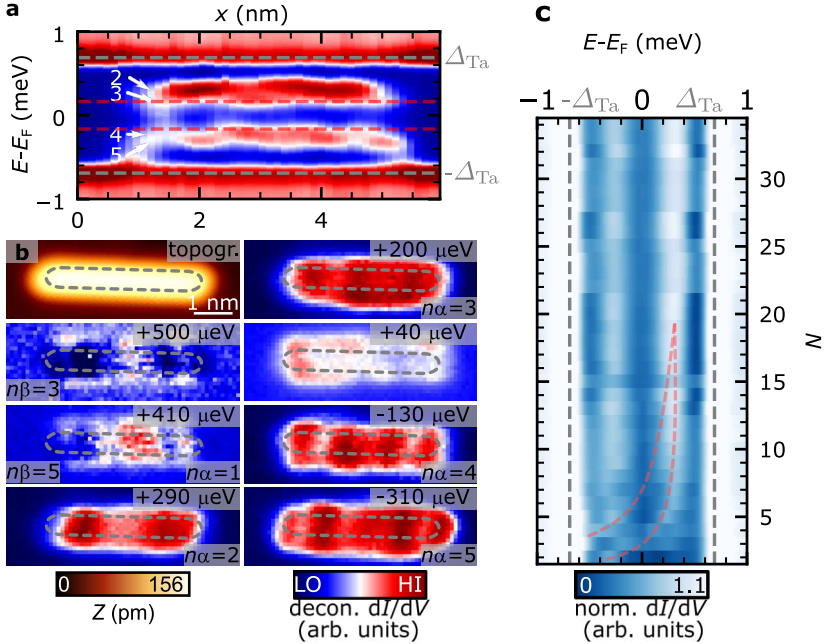 a
x (nm)
E-E_F (meV)
1
0
−1
Δ_Ta
-Δ_Ta
2
3
4
5
0
2
4
b
topogr.
1 nm
+200 µeV
nα=3
+500 µeV
nβ=3
+40 µeV
+410 µeV
nβ=5
nα=1
-130 µeV
nα=4
+290 µeV
nα=2
-310 µeV
nα=5
0
156
Z (pm)
LO
HI
decon. dI/dV
(arb. units)
c
E-E_F (meV)
−1
-Δ_Ta
0
Δ_Ta
1
30
25
20
15
10
5
N
0
1.1
norm. dI/dV
(arb. units)